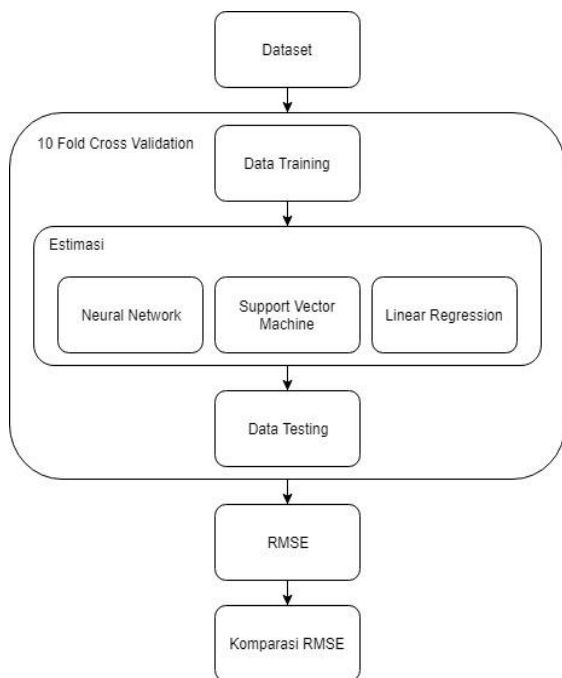 Dataset
10 Fold Cross Validation
Data Training
Estimasi
Neural Network
Support Vector
Machine
Linear Regression
Data Testing
RMSE
Komparasi RMSE